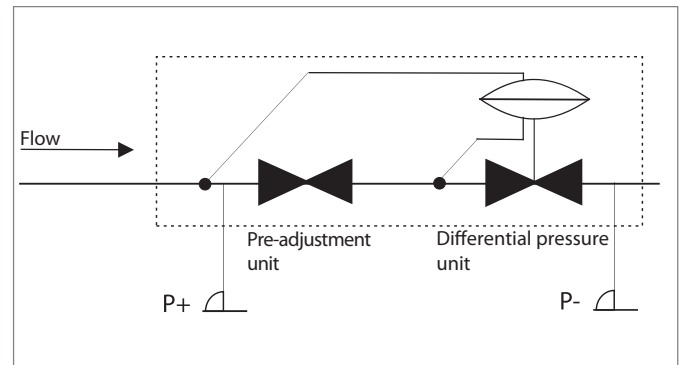 Flow
Pre-adjustment
unit
Differential pressure
unit
P+
P-